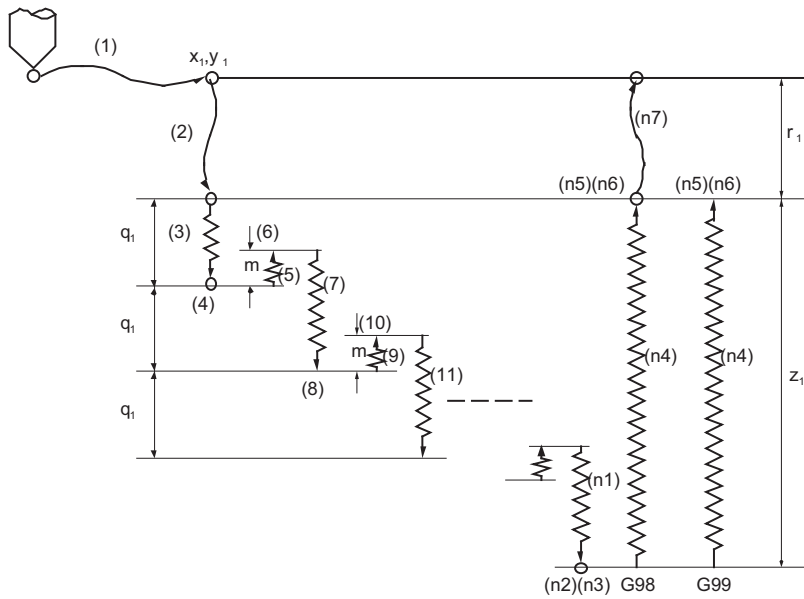 (1)
x₁,y₁
(2)
(n7)
r₁
(n5)(n6) (n5)(n6)
q₁ (3) (6)
m (5) (7)
(4)
q₁ (10)
m (9)
(8) (11)
q₁
(n4) (n4)
z₁
(n1)
(n2)(n3) G98 G99